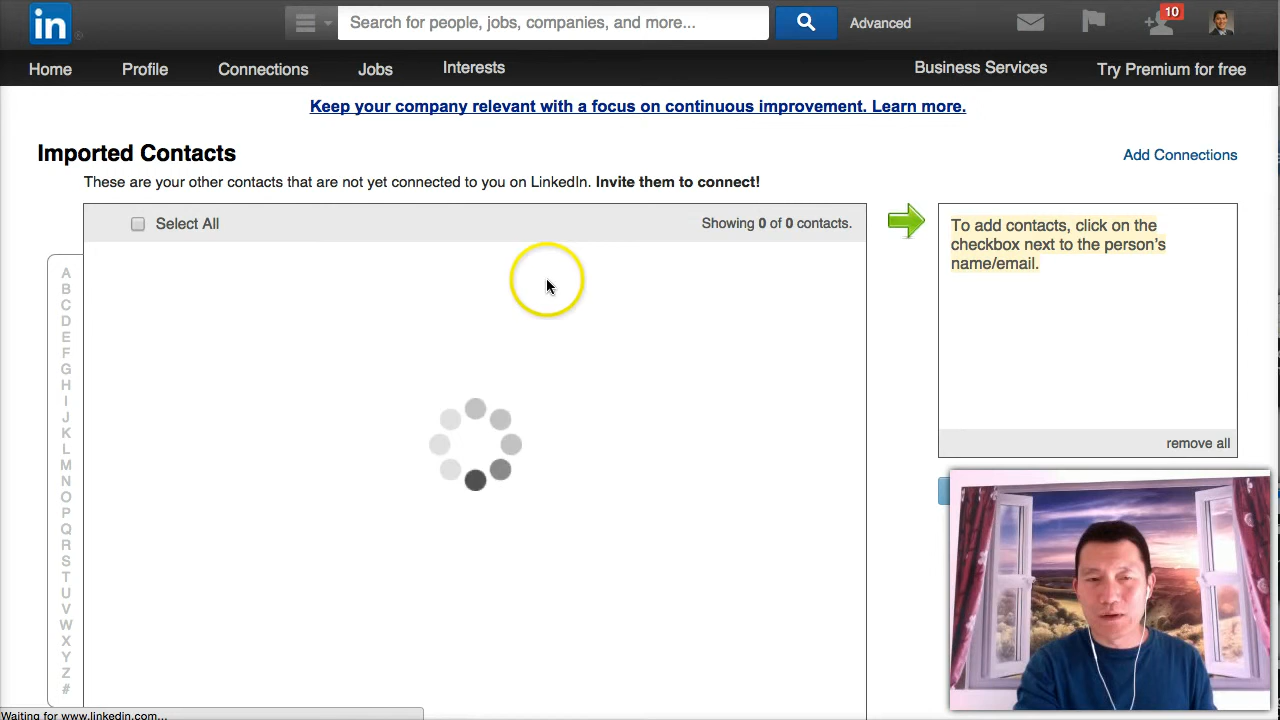 in
Search for people, jobs, companies, and more...
Advanced
10
Home
Profile
Connections
Jobs
Interests
Business Services
Try Premium for free
Keep your company relevant with a focus on continuous improvement. Learn more.
Imported Contacts
Add Connections
These are your other contacts that are not yet connected to you on LinkedIn. Invite them to connect!
Select All
Showing 0 of 0 contacts.
To add contacts, click on the
checkbox next to the person's
name/email.
remove all
A
B
C
D
E
F
G
H
I
J
K
L
M
N
O
P
Q
R
S
T
U
V
W
X
Y
Z
#
Waiting for www.linkedin.com...